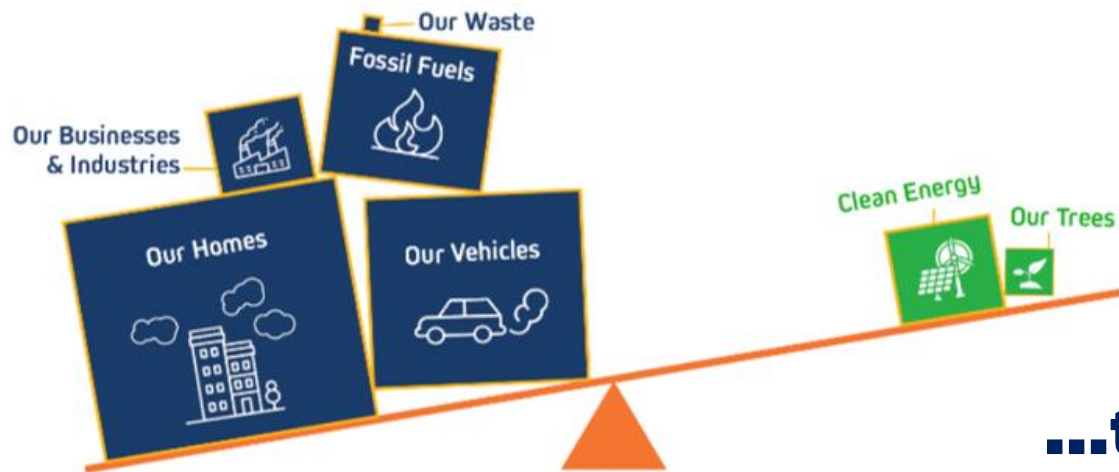 Our Waste
Fossil Fuels
Our Businesses
& Industries
Our Homes
Our Vehicles
Clean Energy
Our Trees
...t